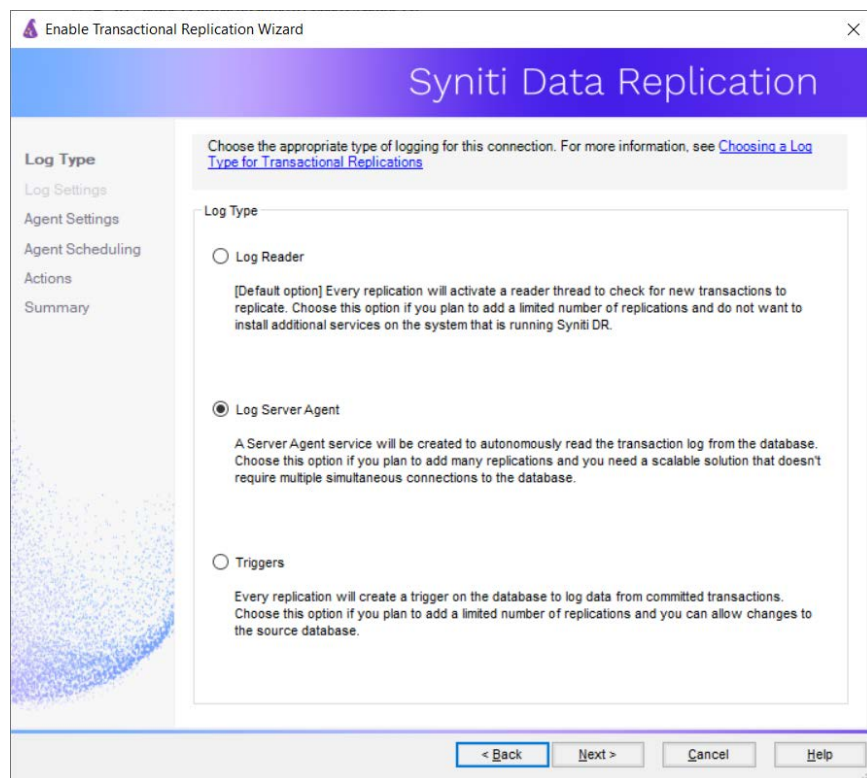 Enable Transactional Replication Wizard
Syniti Data Replication
Log Type
Log Settings
Agent Settings
Agent Scheduling
Actions
Summary
Choose the appropriate type of logging for this connection. For more information, see Choosing a Log
Type for Transactional Replications
Log Type
Log Reader
[Default option] Every replication will activate a reader thread to check for new transactions to
replicate. Choose this option if you plan to add a limited number of replications and do not want to
install additional services on the system that is running Syniti DR.
Log Server Agent
A Server Agent service will be created to autonomously read the transaction log from the database.
Choose this option if you plan to add many replications and you need a scalable solution that doesn't
require multiple simultaneous connections to the database.
Triggers
Every replication will create a trigger on the database to log data from committed transactions.
Choose this option if you plan to add a limited number of replications and you can allow changes to
the source database.
< Back
Next >
Cancel
Help